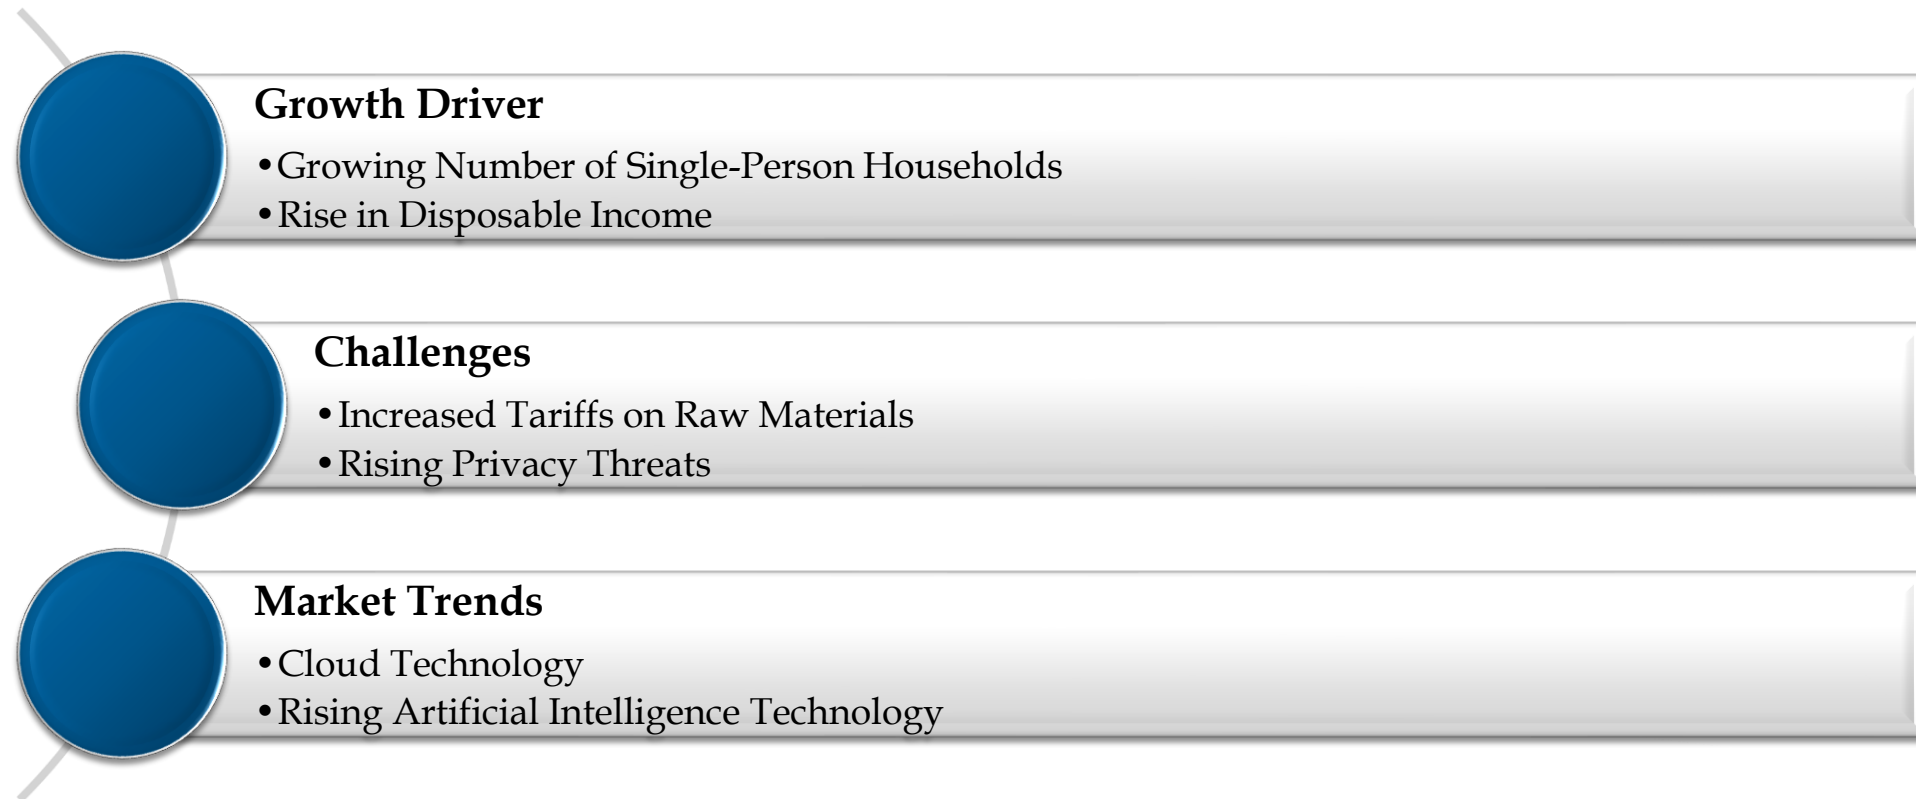 Growth Driver
•Growing Number of Single-Person Households
•Rise in Disposable Income
Challenges
•Increased Tariffs on Raw Materials
•Rising Privacy Threats
Market Trends
•Cloud Technology
•Rising Artificial Intelligence Technology